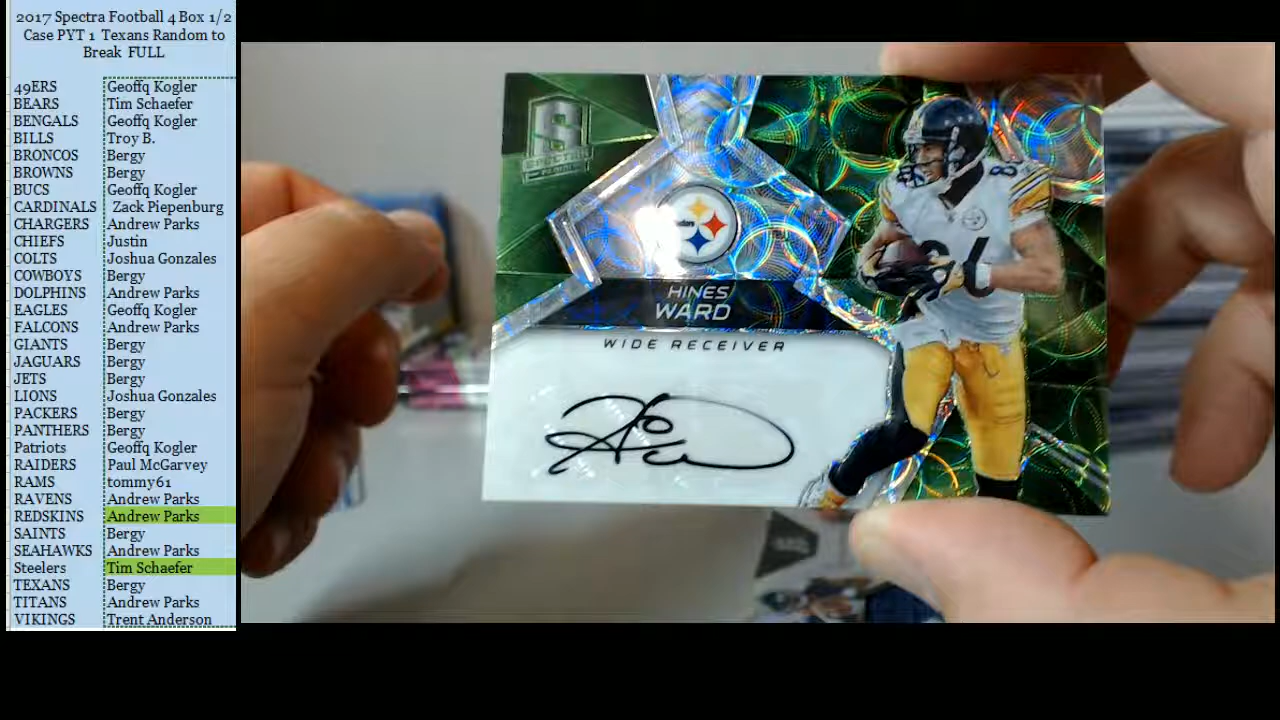 2017 Spectra Football 4 Box 1/2
Case PYT 1 Texans Random to
Break FULL
49ERS Geoffq Kogler
BEARS Tim Schaefer
BENGALS Geoffq Kogler
BILLS Troy B.
BRONCOS Bergy
BROWNS Bergy
BUCS Geoffq Kogler
CARDINALS Zack Piepenburg
CHARGERS Andrew Parks
CHIEFS Justin
COLTS Joshua Gonzales
COWBOYS Bergy
DOLPHINS Andrew Parks
EAGLES Geoffq Kogler
FALCONS Andrew Parks
GIANTS Bergy
JAGUARS Bergy
JETS Bergy
LIONS Joshua Gonzales
PACKERS Bergy
PANTHERS Bergy
Patriots Geoffq Kogler
RAIDERS Paul McGarvey
RAMS tommy61
RAVENS Andrew Parks
REDSKINS Andrew Parks
SAINTS Bergy
SEAHAWKS Andrew Parks
Steelers Tim Schaefer
TEXANS Bergy
TITANS Andrew Parks
VIKINGS Trent Anderson
S
SPECTRA
HINES
WARD
WIDE RECEIVER
86